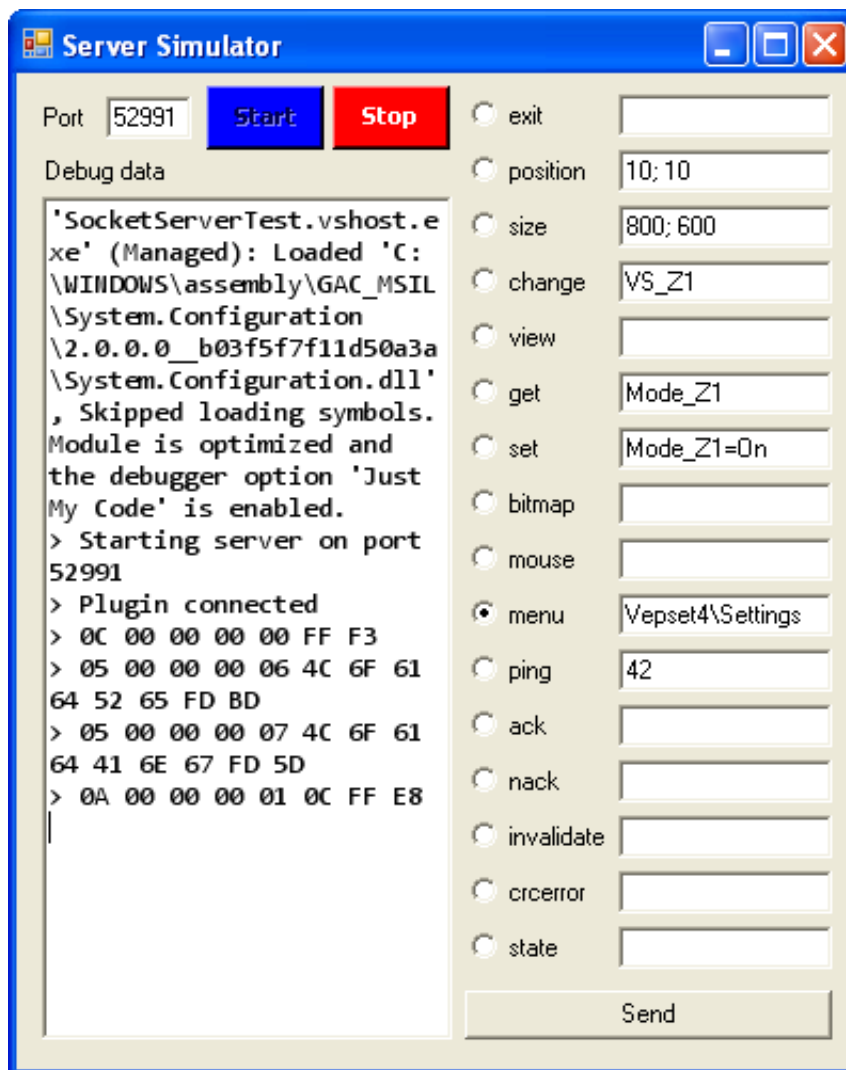 Server Simulator
Port 52991 Start Stop
Debug data
'SocketServerTest.vshost.e
xe' (Managed): Loaded 'C:
\WINDOWS\assembly\GAC_MSIL
\System.Configuration
\2.0.0.0__b03f5f7f11d50a3a
\System.Configuration.dll'
, Skipped loading symbols.
Module is optimized and
the debugger option 'Just
My Code' is enabled.
> Starting server on port
52991
> Plugin connected
> 0C 00 00 00 00 FF F3
> 05 00 00 00 06 4C 6F 61
64 52 65 FD BD
> 05 00 00 00 07 4C 6F 61
64 41 6E 67 FD 5D
> 0A 00 00 00 01 0C FF E8
exit
position 10; 10
size 800; 600
change VS_Z1
view
get Mode_Z1
set Mode_Z1=On
bitmap
mouse
menu Vepset4\Settings
ping 42
ack
nack
invalidate
crcerror
state
Send